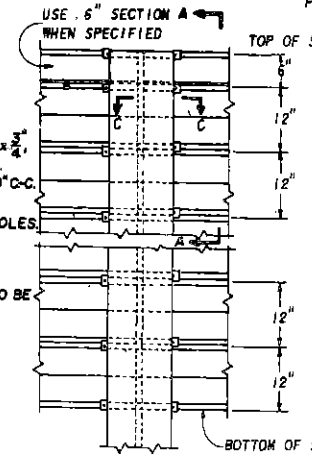 USE 6" SECTION A
WHEN SPECIFIED
TOP OF S
6"
C C
12"
12"
"C-C.
OLES.
A
O BE
12"
12"
BOTTOM OF S